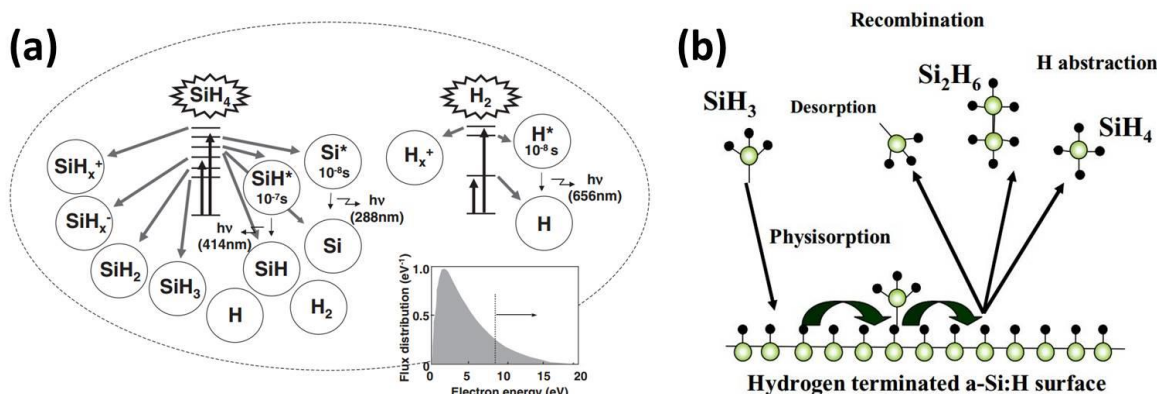 (a)
SiH4
H2
SiHx+
SiHx-
SiH2
SiH3
H
SiH*
10-7s
hν
(414nm)
SiH
Si*
10-8s
hν
(288nm)
Si
H2
Hx+
H*
10-8 s
hν
(656nm)
H
Flux distribution (eV-1)
1.0
0.5
0
0 5 10 15 20
Electron energy (eV)
(b)
Recombination
H abstraction
SiH3
Desorption
Si2H6
SiH4
Physisorption
Hydrogen terminated a-Si:H surface